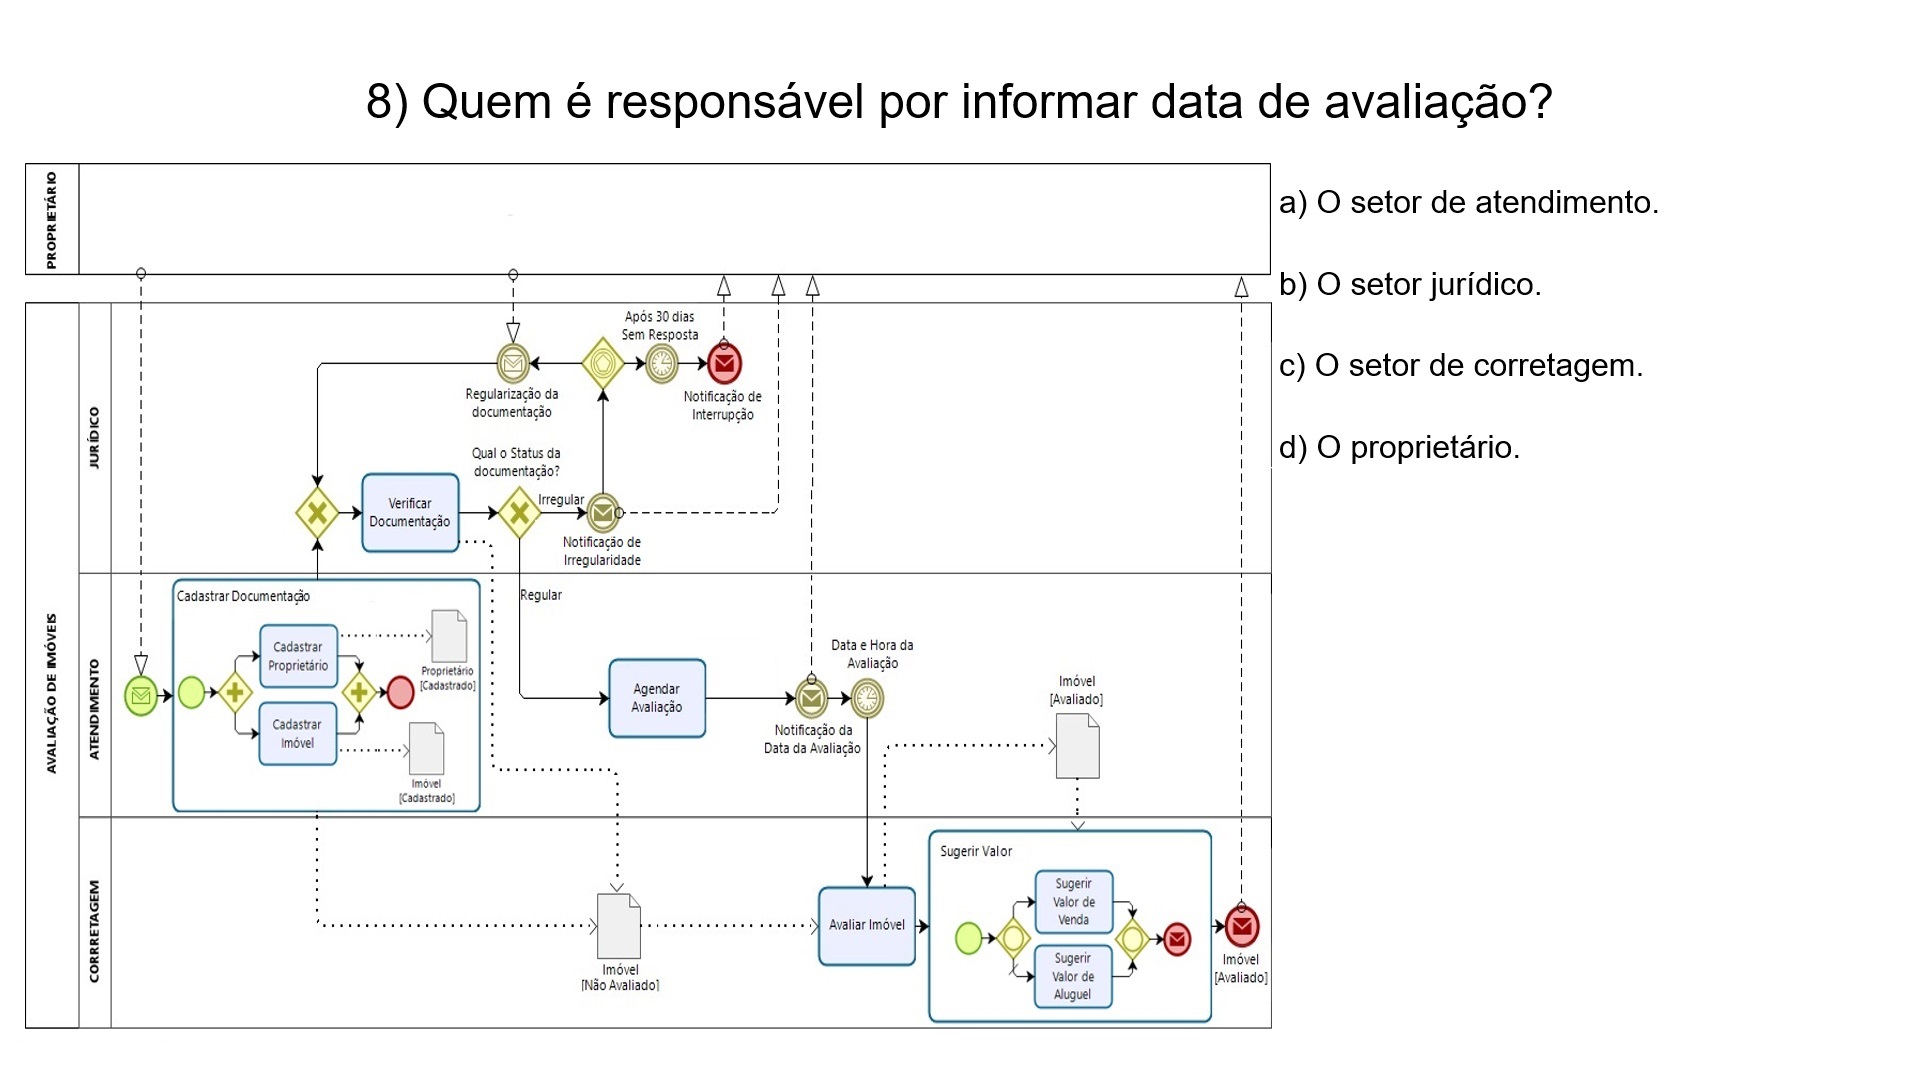 8) Quem é responsável por informar data de avaliação?
PROPRIETÁRIO
a) O setor de atendimento.
b) O setor jurídico.
c) O setor de corretagem.
d) O proprietário.
AVALIAÇÃO DE IMÓVEIS
JURÍDICO
Após 30 dias
Sem Resposta
Regularização da
documentação
Notificação de
Interrupção
Qual o Status da
documentação?
Verificar
Documentação
Irregular
Notificação de
Irregularidade
ATENDIMENTO
Regular
Cadastrar Documentação
Cadastrar
Proprietário
Proprietário
[Cadastrado]
Cadastrar
Imóvel
Imóvel
[Cadastrado]
Agendar
Avaliação
Data e Hora da
Avaliação
Notificação da
Data da Avaliação
Imóvel
[Avaliado]
CORRETAGEM
Imóvel
[Não Avaliado]
Avaliar Imóvel
Sugerir Valor
Sugerir
Valor de
Venda
Sugerir
Valor de
Aluguel
Imóvel
[Avaliado]